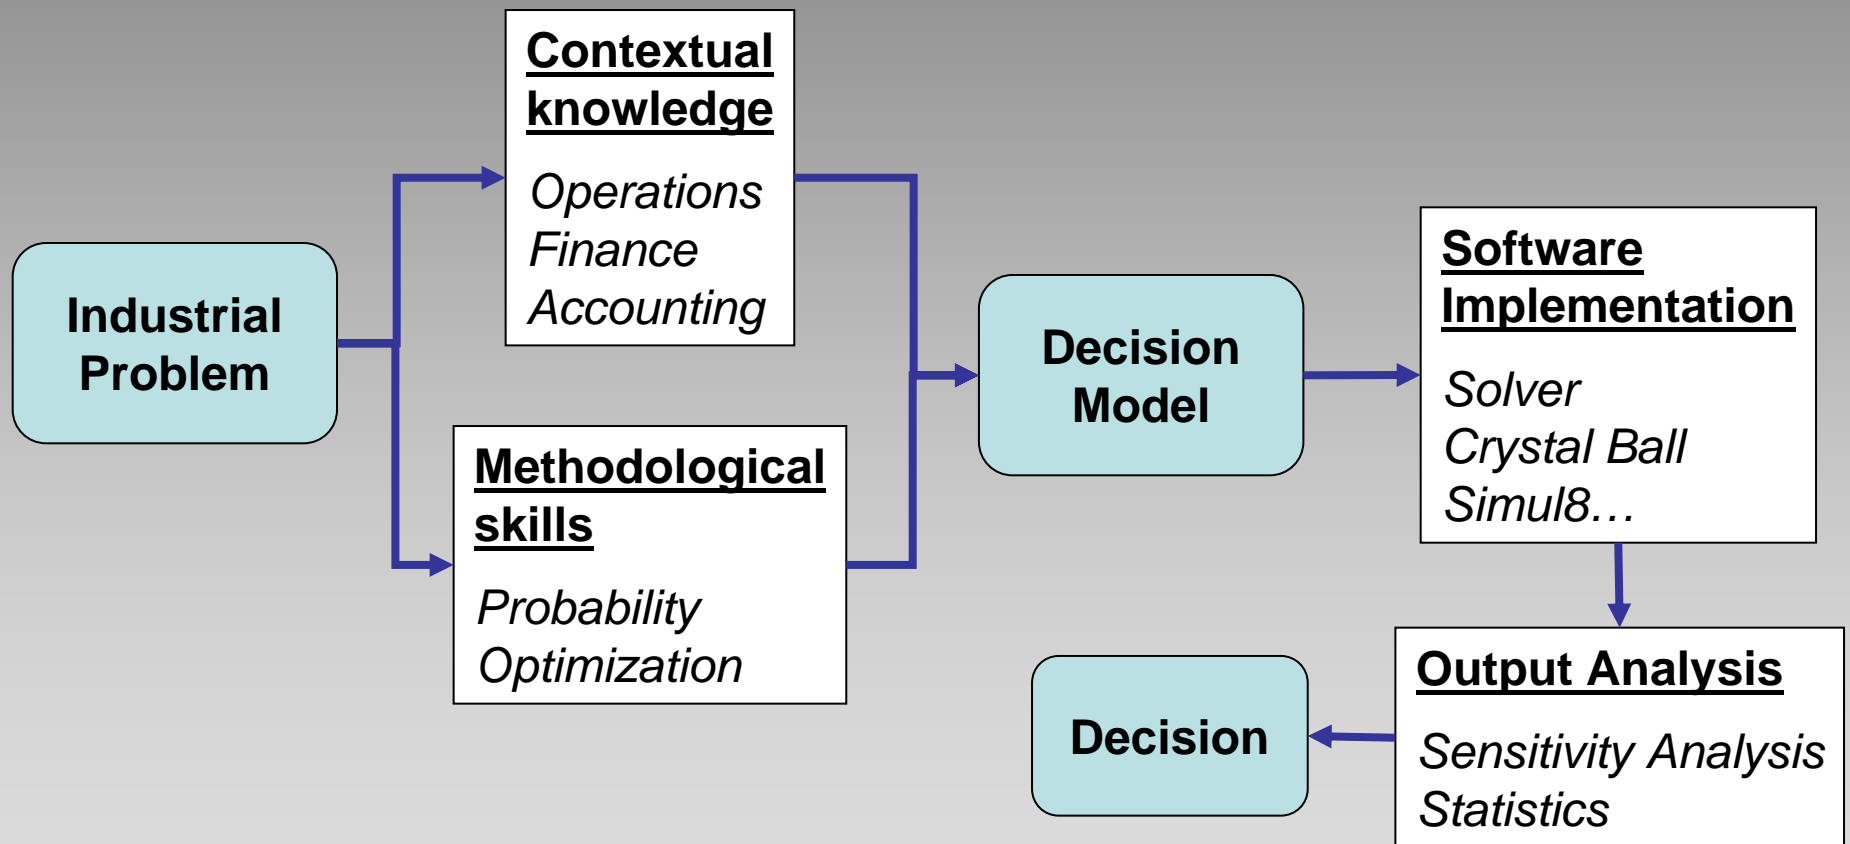 Industrial
Problem
Contextual
knowledge
Operations
Finance
Accounting
Methodological
skills
Probability
Optimization
Decision
Model
Software
Implementation
Solver
Crystal Ball
Simul8…
Output Analysis
Sensitivity Analysis
Statistics
Decision